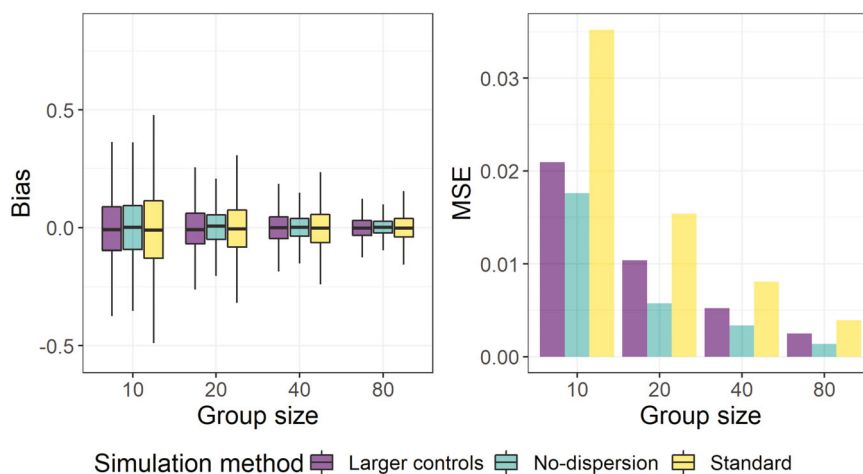 Bias
0.5
0.0
-0.5
10 20 40 80
Group size
MSE
0.03
0.02
0.01
0.00
10 20 40 80
Group size
Simulation method Larger controls No-dispersion Standard